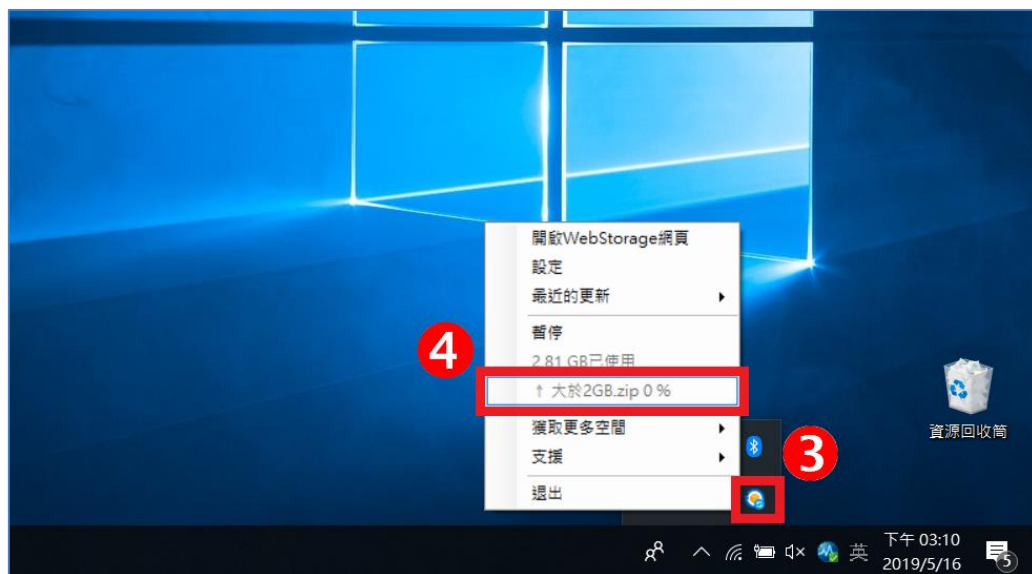 開啟WebStorage網頁
設定
最近的更新
暫停
2.81 GB已使用
↑ 大於2GB.zip 0 %
獲取更多空間
支援
退出
4
3
資源回收筒
英
下午 03:10
2019/5/16
5